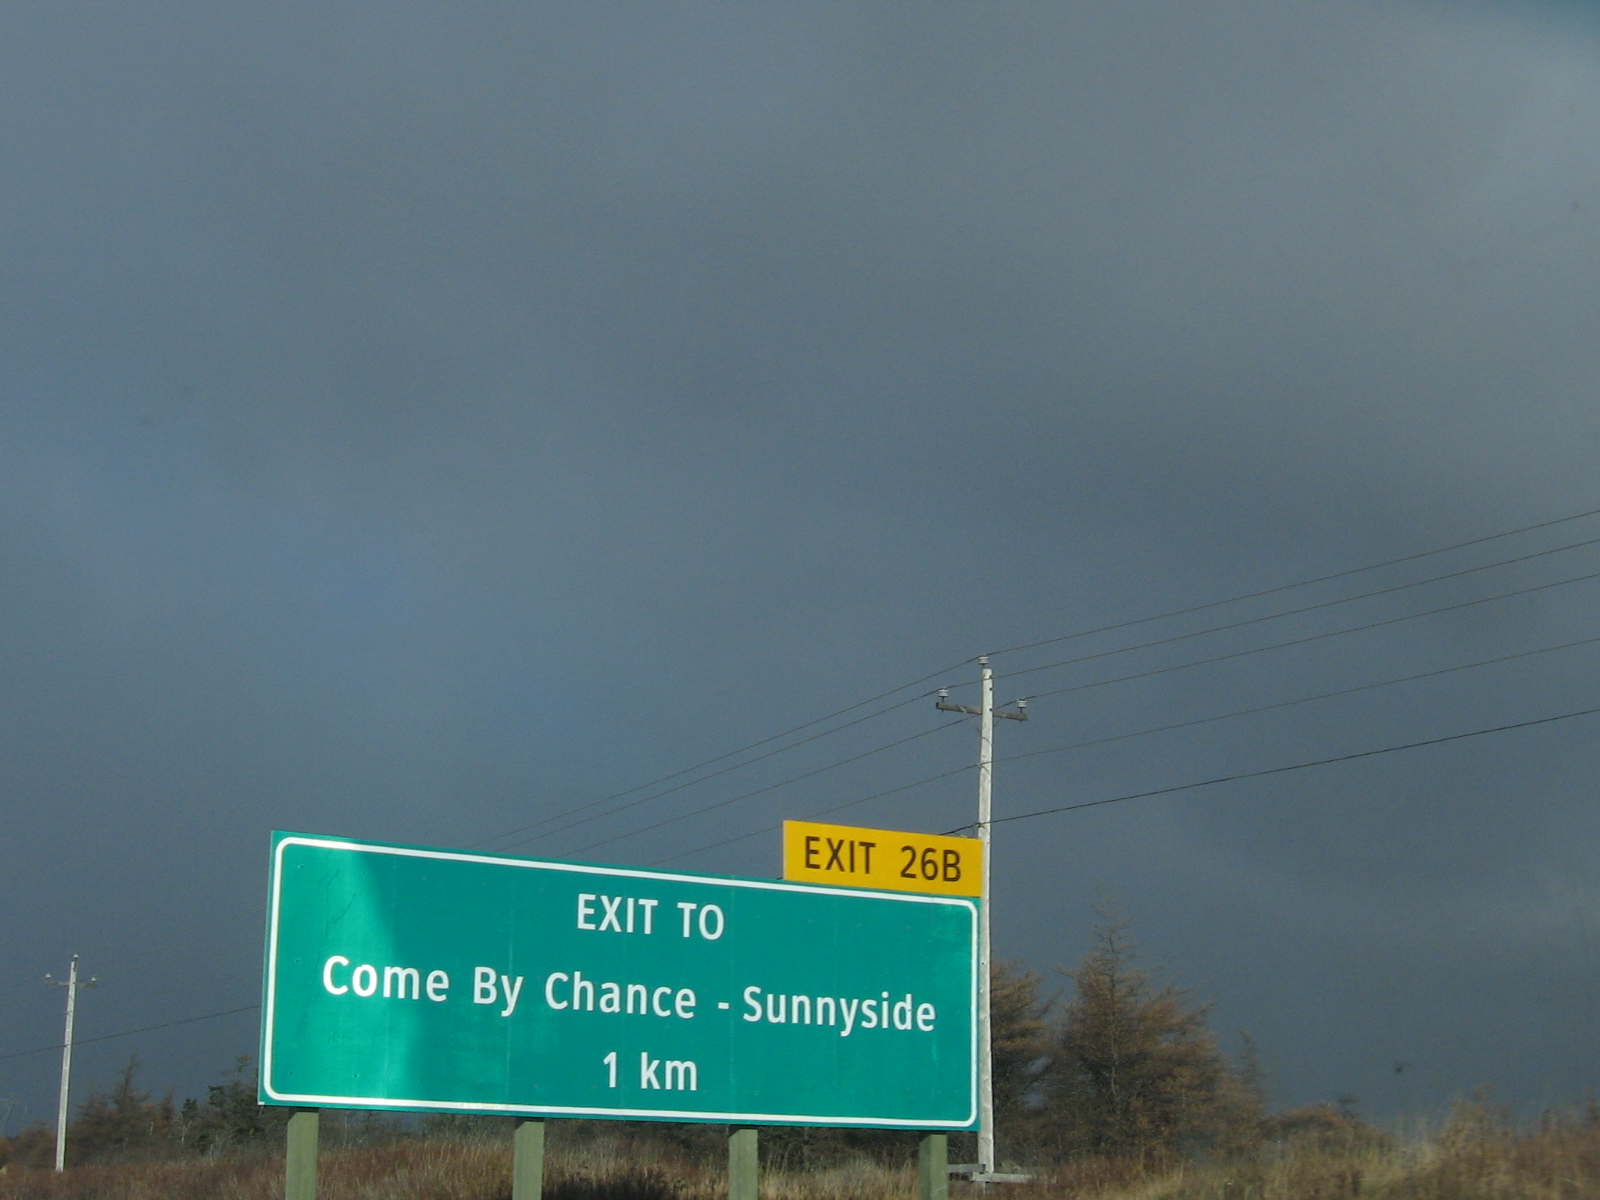 EXIT 26B
EXIT TO
Come By Chance - Sunnyside
1 km